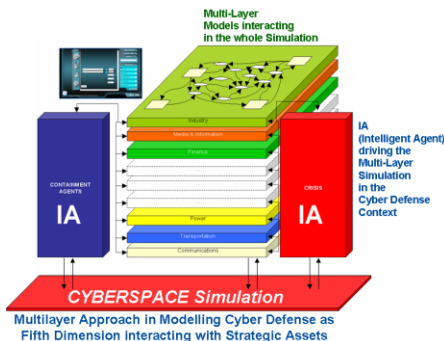 Multi-Layer
Models interacting
in the whole Simulation
Industry
Media & Information
Finance
...
...
...
Power
Transportation
Communications
CONTAINMENT
AGENTS
IA
CRISIS
IA
IA
(Intelligent Agent)
driving the
Multi-Layer
Simulation
in the
Cyber Defense
Context
CYBERSPACE Simulation
Multilayer Approach in Modelling Cyber Defense as
Fifth Dimension interacting with Strategic Assets